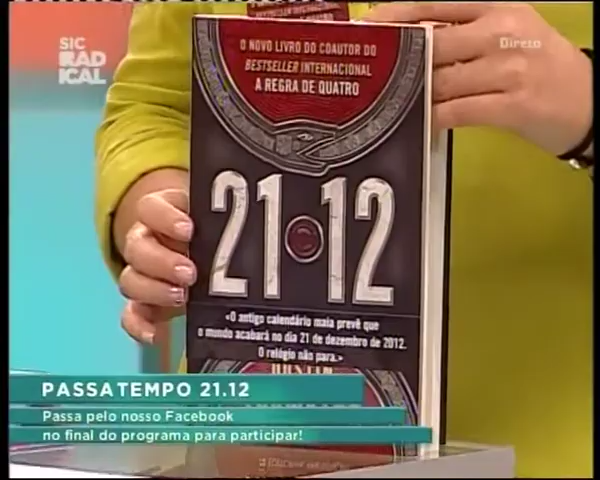 SIC
RADICAL
Direto
O NOVO LIVRO DO COAUTOR DO
BESTSELLER INTERNACIONAL
A REGRA DE QUATRO
21·12
«O antigo calendário maia prevê que
o mundo acabará no dia 21 de dezembro de 2012.
O relógio não para.»
PASSATEMPO 21.12
Passa pelo nosso Facebook
no final do programa para participar!